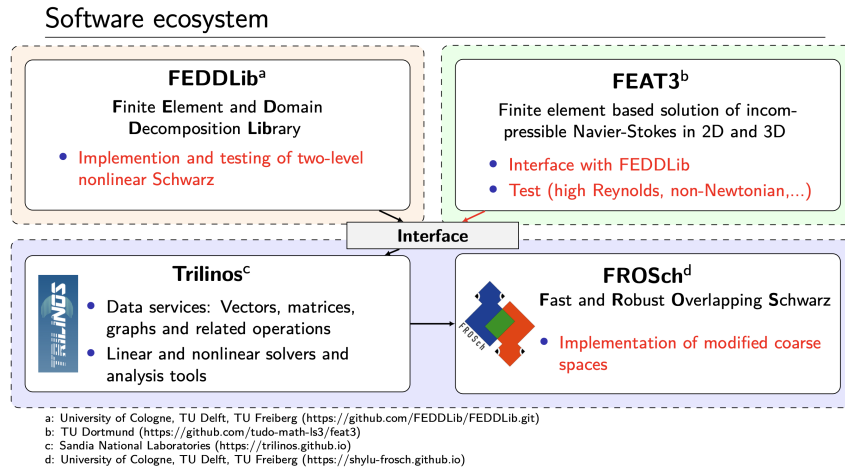 Software ecosystem
FEDDLibᵃ
Finite Element and Domain
Decomposition Library
• Implemention and testing of two-level
nonlinear Schwarz
FEAT3ᵇ
Finite element based solution of incom-
pressible Navier-Stokes in 2D and 3D
• Interface with FEDDLib
• Test (high Reynolds, non-Newtonian,...)
Interface
TRILINOS
Trilinosᶜ
• Data services: Vectors, matrices,
graphs and related operations
• Linear and nonlinear solvers and
analysis tools
FROSch
FROSchᵈ
Fast and Robust Overlapping Schwarz
• Implementation of modified coarse
spaces
a: University of Cologne, TU Delft, TU Freiberg (https://github.com/FEDDLib/FEDDLib.git)
b: TU Dortmund (https://github.com/tudo-math-ls3/feat3)
c: Sandia National Laboratories (https://trilinos.github.io)
d: University of Cologne, TU Delft, TU Freiberg (https://shylu-frosch.github.io)